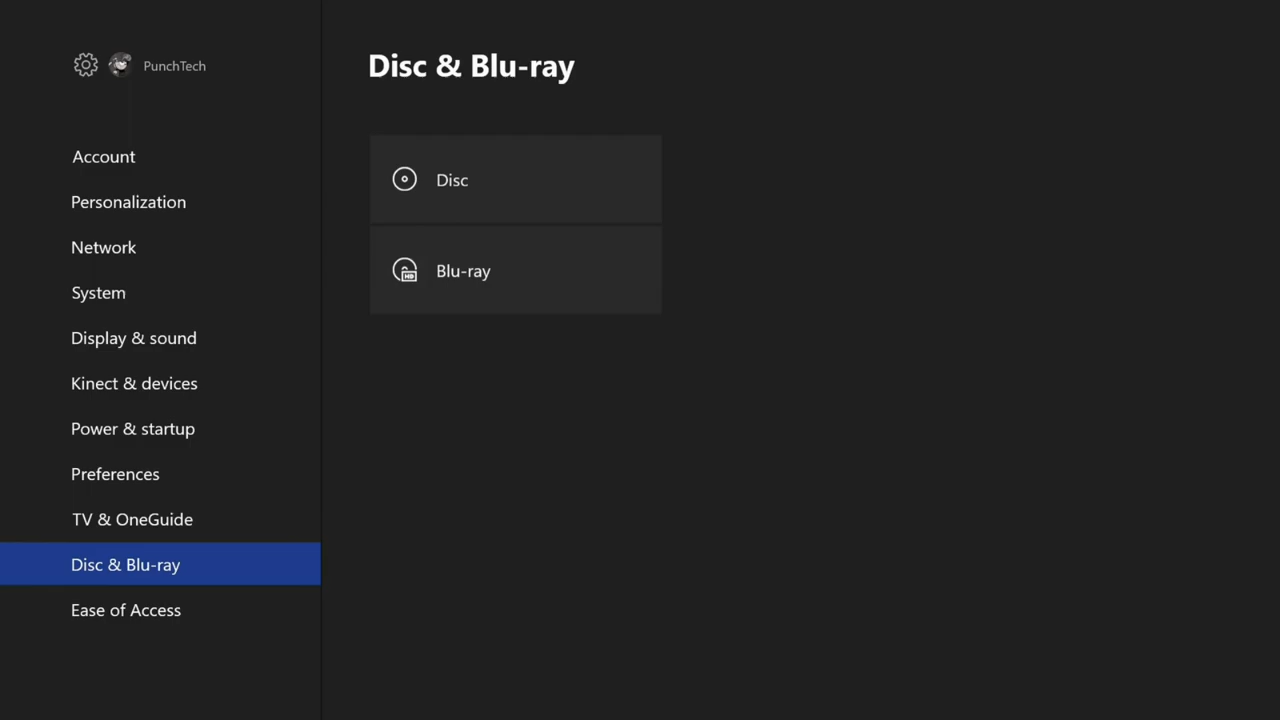 PunchTech
Account
Personalization
Network
System
Display & sound
Kinect & devices
Power & startup
Preferences
TV & OneGuide
Disc & Blu-ray
Ease of Access
Disc & Blu-ray
Disc
HD
Blu-ray